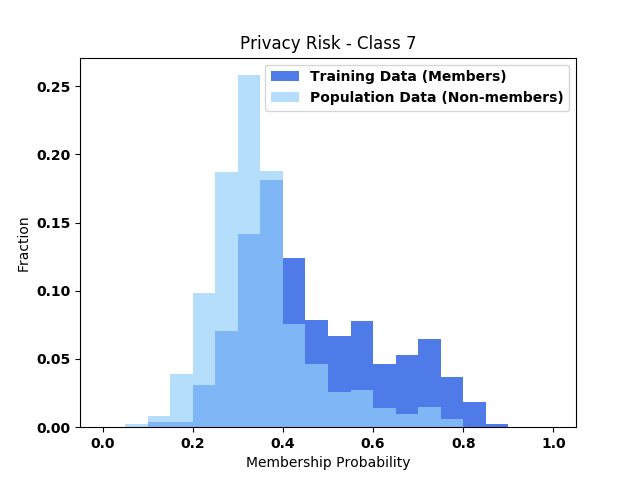 Privacy Risk - Class 7
Training Data (Members)
Population Data (Non-members)
Fraction
0.25
0.20
0.15
0.10
0.05
0.00
0.0 0.2 0.4 0.6 0.8 1.0
Membership Probability